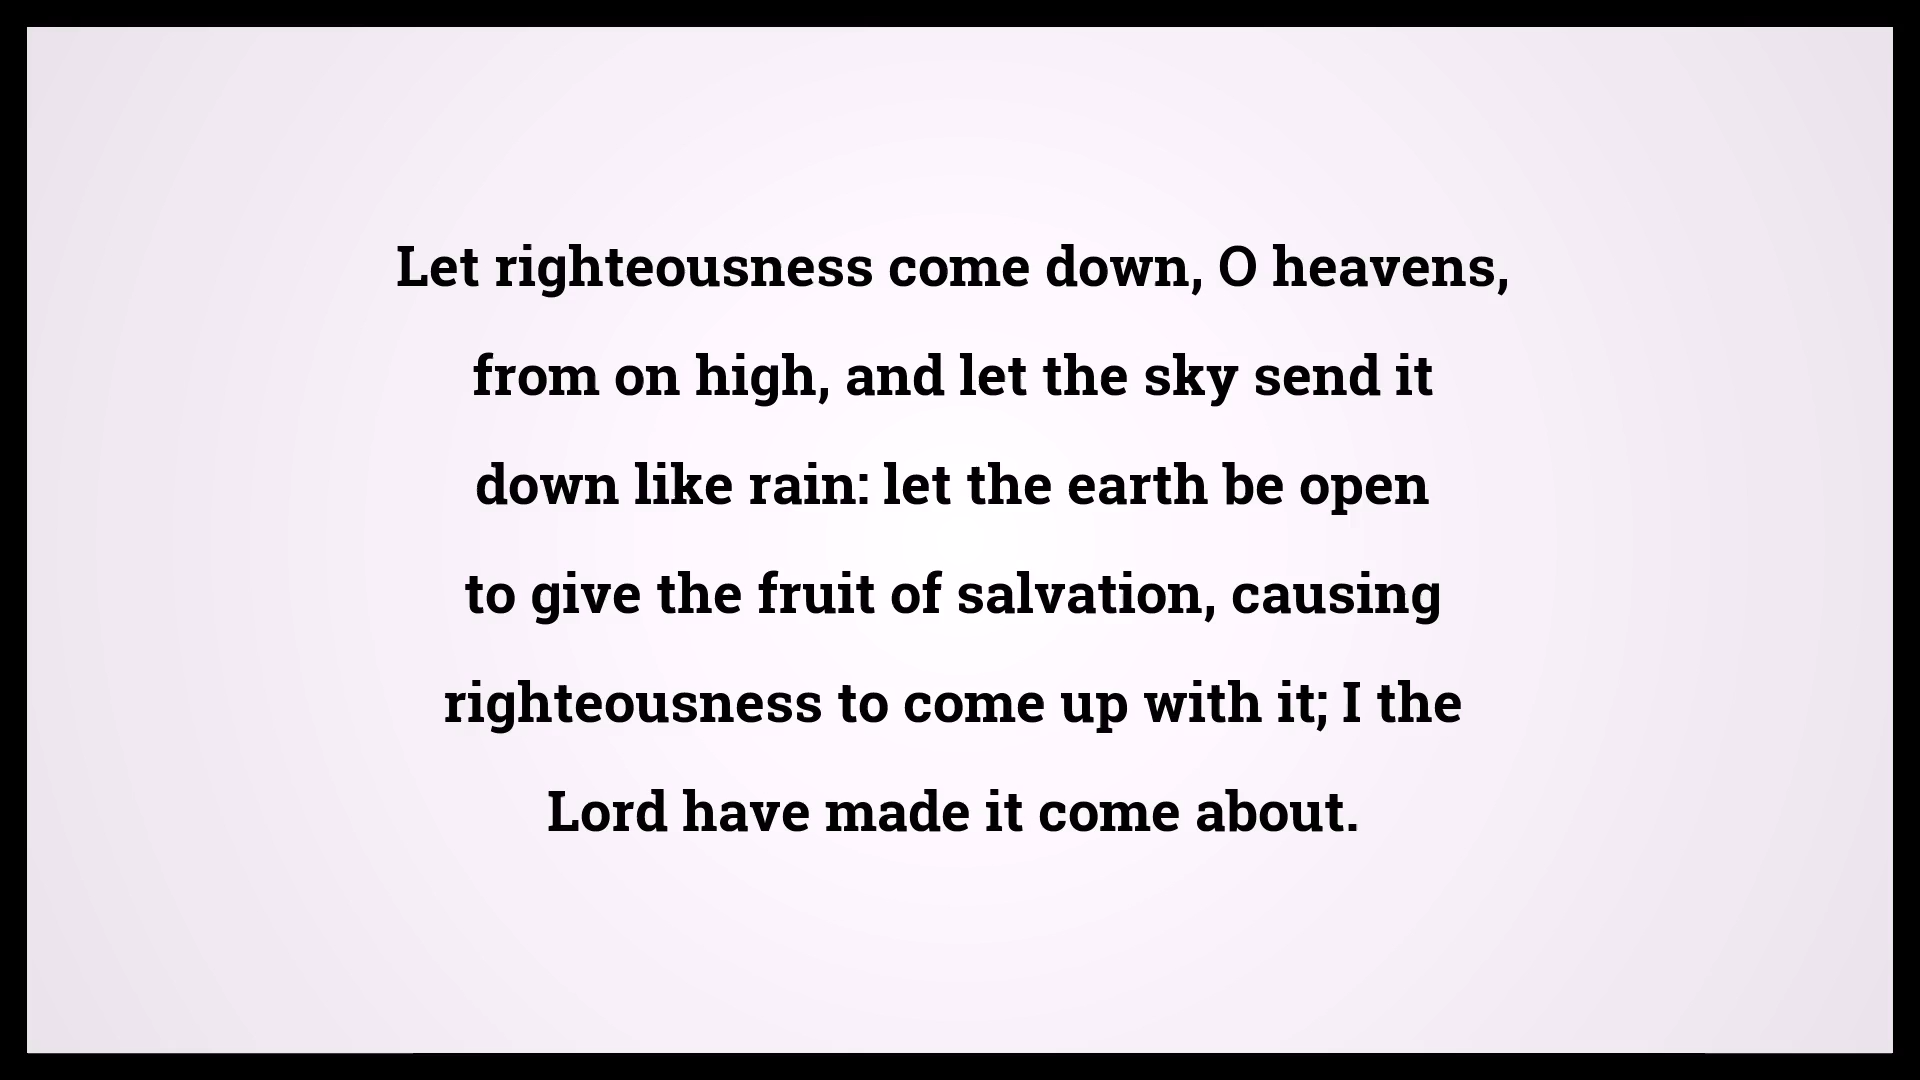 Let righteousness come down, O heavens,
from on high, and let the sky send it
down like rain: let the earth be open
to give the fruit of salvation, causing
righteousness to come up with it; I the
Lord have made it come about.